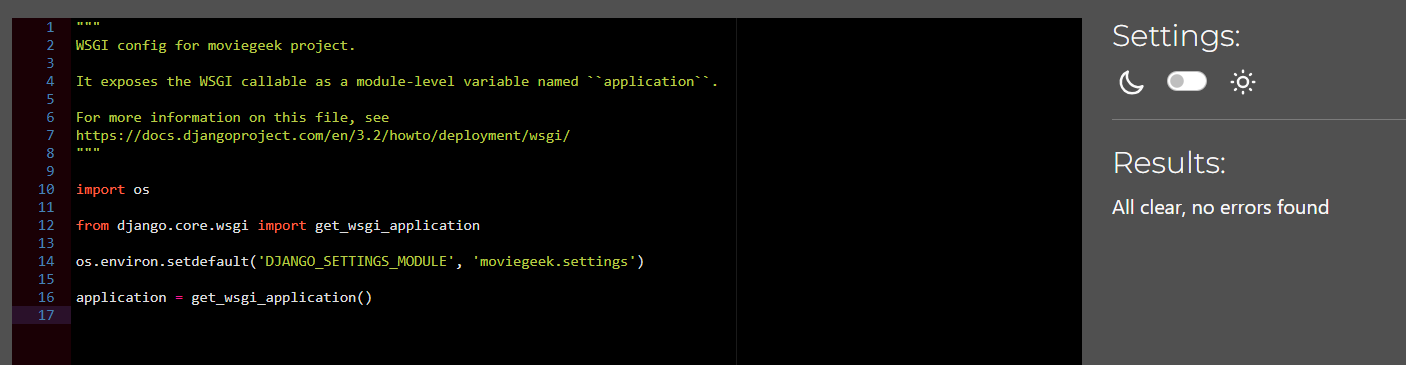 1 """
2 WSGI config for moviegeek project.
3
4 It exposes the WSGI callable as a module-level variable named ``application``.
5
6 For more information on this file, see
7 https://docs.djangoproject.com/en/3.2/howto/deployment/wsgi/
8 """
9
10 import os
11
12 from django.core.wsgi import get_wsgi_application
13
14 os.environ.setdefault('DJANGO_SETTINGS_MODULE', 'moviegeek.settings')
15
16 application = get_wsgi_application()
17
Settings:
Results:
All clear, no errors found